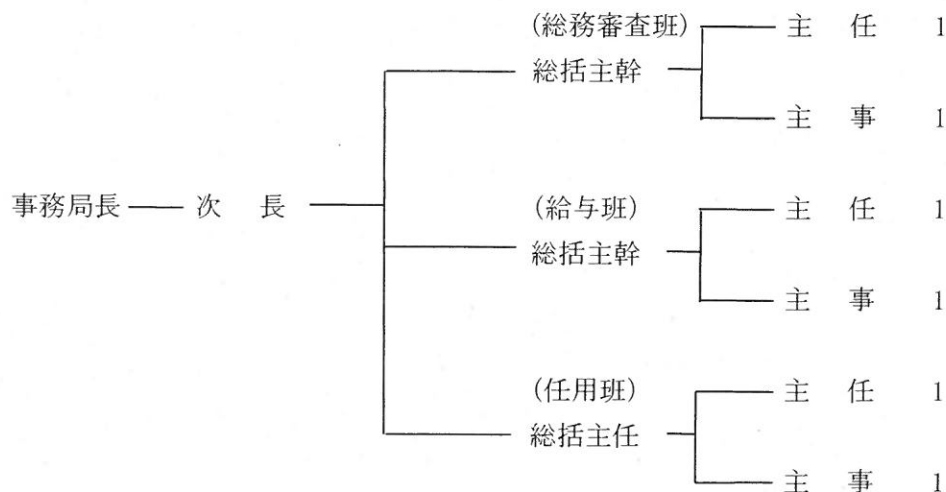 (総務審査班)
総括主幹
主 任 1
主 事 1
事務局長 次 長
(給与班)
総括主幹
主 任 1
主 事 1
(任用班)
総括主任
主 任 1
主 事 1